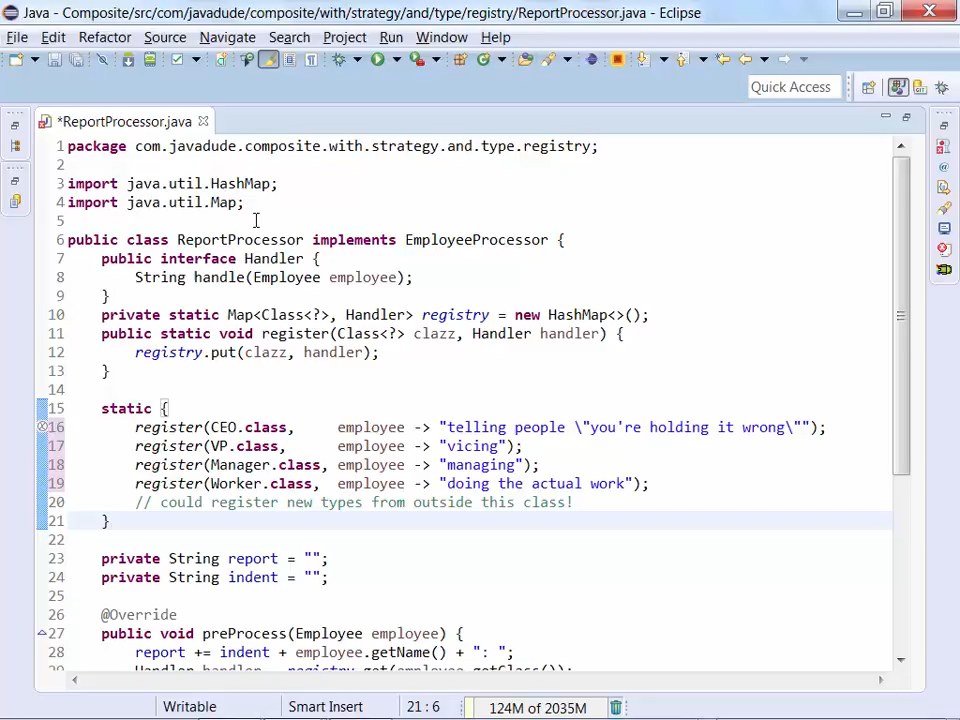 Java - Composite/src/com/javadude/composite/with/strategy/and/type/registry/ReportProcessor.java - Eclipse
File Edit Refactor Source Navigate Search Project Run Window Help
Quick Access
*ReportProcessor.java
1 package com.javadude.composite.with.strategy.and.type.registry;
2
3 import java.util.HashMap;
4 import java.util.Map;
5
6 public class ReportProcessor implements EmployeeProcessor {
7 public interface Handler {
8 String handle(Employee employee);
9 }
10 private static Map<Class<?>, Handler> registry = new HashMap<>();
11 public static void register(Class<?> clazz, Handler handler) {
12 registry.put(clazz, handler);
13 }
14
15 static {
16 register(CEO.class, employee -> "telling people \"you're holding it wrong\"");
17 register(VP.class, employee -> "vicing");
18 register(Manager.class, employee -> "managing");
19 register(Worker.class, employee -> "doing the actual work");
20 // could register new types from outside this class!
21 }
22
23 private String report = "";
24 private String indent = "";
25
26 @Override
27 public void preProcess(Employee employee) {
28 report += indent + employee.getName() + ": ";
29 Handler handler = registry.get(employee.getClass());
Writable Smart Insert 21 : 6 124M of 2035M